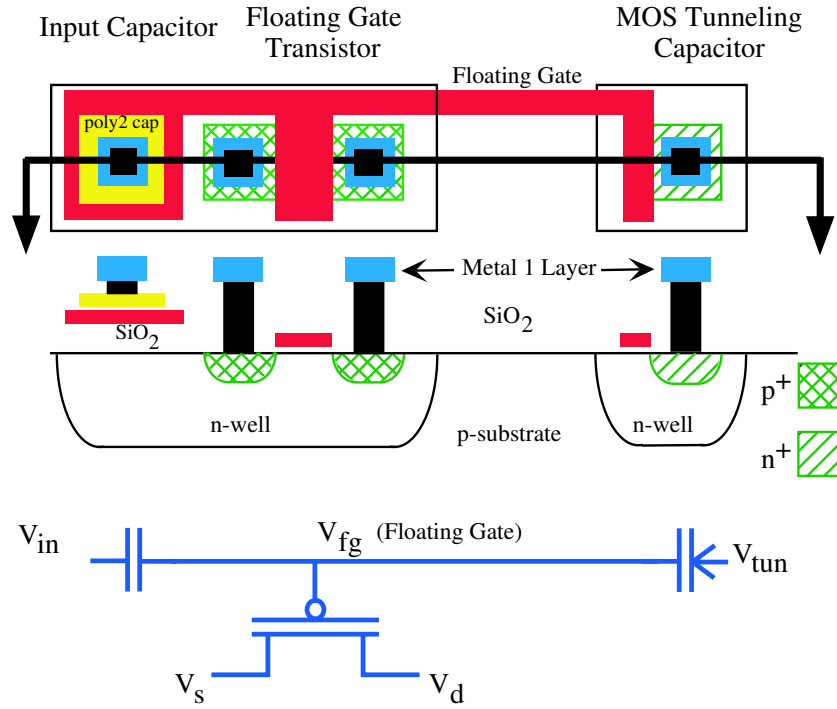 Input Capacitor
Floating Gate
Transistor
MOS Tunneling
Capacitor
Floating Gate
poly2 cap
Metal 1 Layer
SiO2
SiO2
n-well
p-substrate
n-well
p+
n+
Vin
Vfg (Floating Gate)
Vtun
Vs
Vd